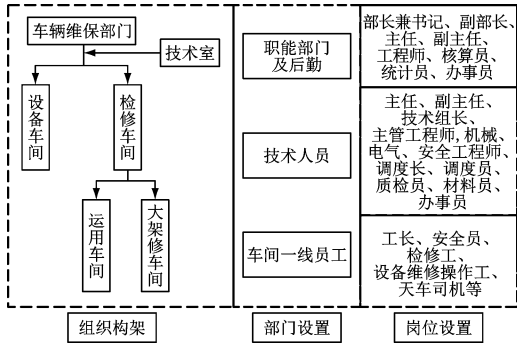 车辆维保部门
技术室
设备车间
检修车间
运用车间
大架修车间
组织构架
职能部门
及后勤
技术人员
车间一线员工
部门设置
部长兼书记、副部长、
主任、副主任、
工程师、核算员、
统计员、办事员
主任、副主任、
技术组长、
主管工程师,机械、
电气、安全工程师、
调度长、调度员、
质检员、材料员、
办事员
工长、安全员、
检修工、
设备维修操作工、
天车司机等
岗位设置